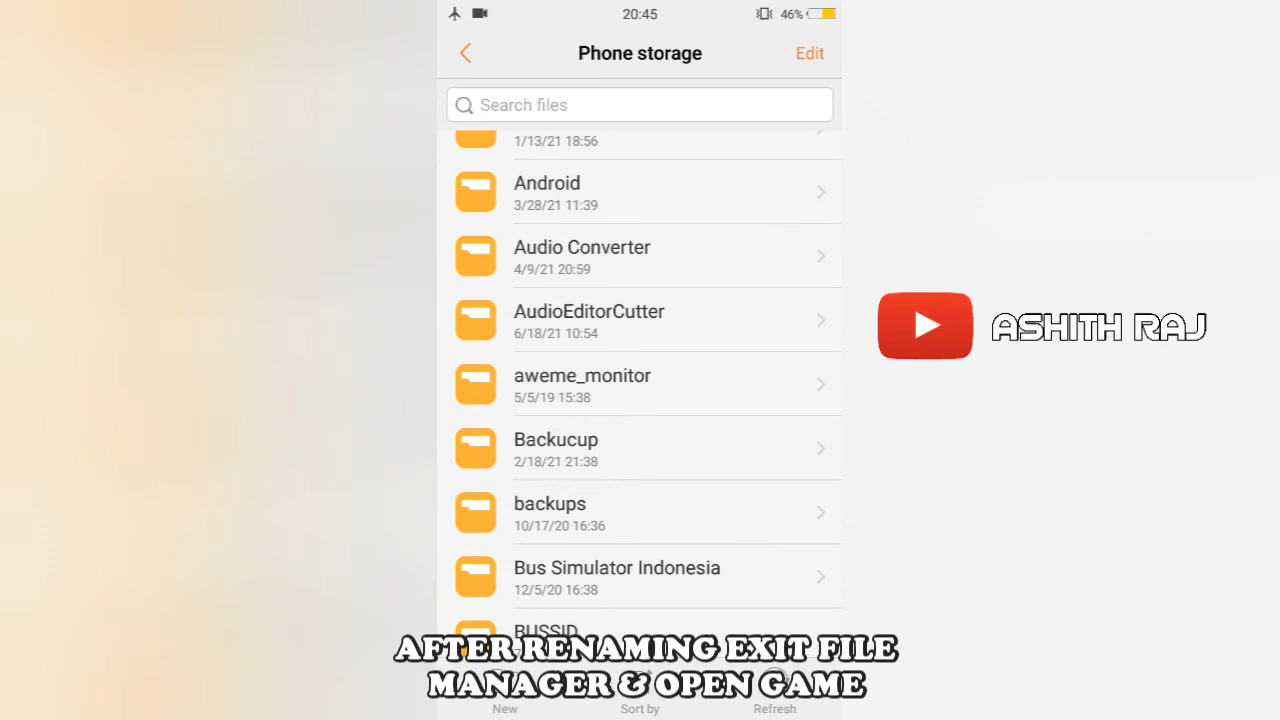 20:45
46%
Phone storage
Edit
Search files
1/13/21 18:56
Android
3/28/21 11:39
Audio Converter
4/9/21 20:59
AudioEditorCutter
6/18/21 10:54
aweme_monitor
5/5/19 15:38
Backucup
2/18/21 21:38
backups
10/17/20 16:36
Bus Simulator Indonesia
12/5/20 16:38
BUSSID
ASHITH RAJ
AFTER RENAMING EXIT FILE
MANAGER & OPEN GAME
New
Sort by
Refresh